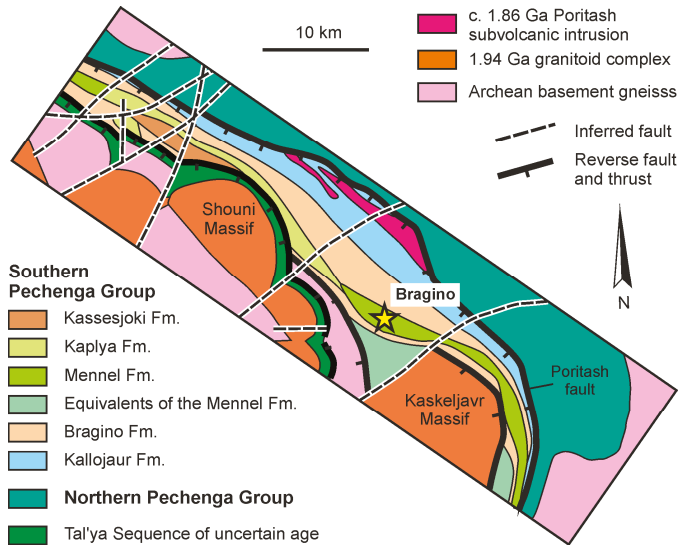 10 km
c. 1.86 Ga Poritash
subvolcanic intrusion
1.94 Ga granitoid complex
Archean basement gneisss
Inferred fault
Reverse fault
and thrust
N
Shouni
Massif
Bragino
Poritash
fault
Kaskeljavr
Massif
Southern
Pechenga Group
Kassesjoki Fm.
Kaplya Fm.
Mennel Fm.
Equivalents of the Mennel Fm.
Bragino Fm.
Kallojaur Fm.
Northern Pechenga Group
Tal'ya Sequence of uncertain age